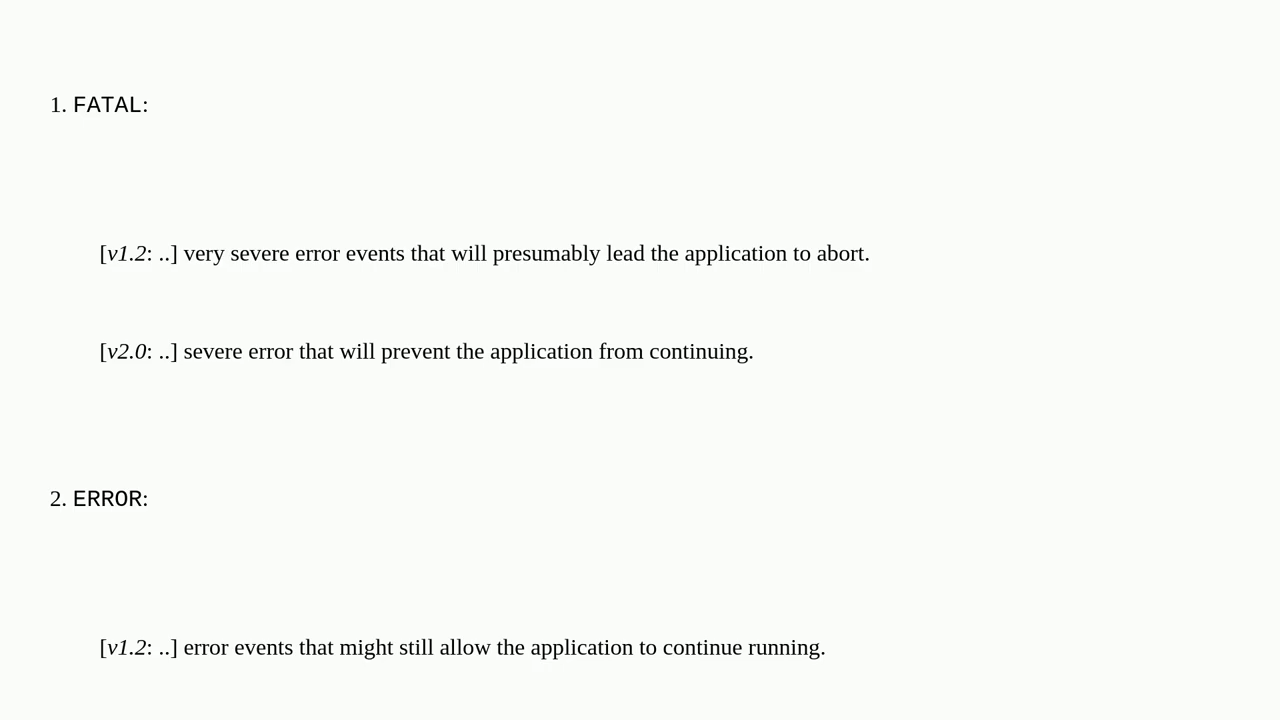 1. FATAL:
[v1.2: ..] very severe error events that will presumably lead the application to abort.
[v2.0: ..] severe error that will prevent the application from continuing.
2. ERROR:
[v1.2: ..] error events that might still allow the application to continue running.